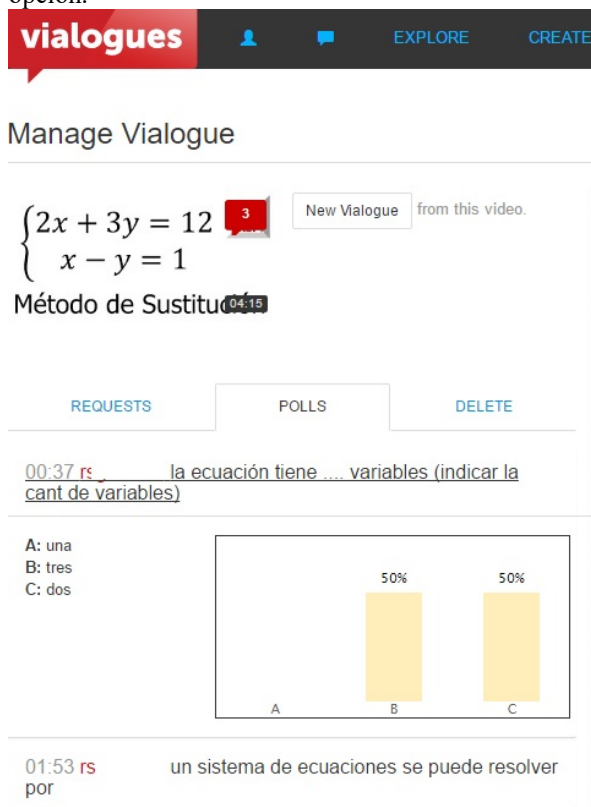 opción.
vialogues EXPLORE CREATE
Manage Vialogue
2x + 3y = 12
x − y = 1
3
New Vialogue from this video.
Método de Sustitución
04:15
REQUESTS POLLS DELETE
00:37 rs la ecuación tiene .... variables (indicar la
cant de variables)
A: una
B: tres
C: dos
50% 50%
A B C
01:53 rs un sistema de ecuaciones se puede resolver
por